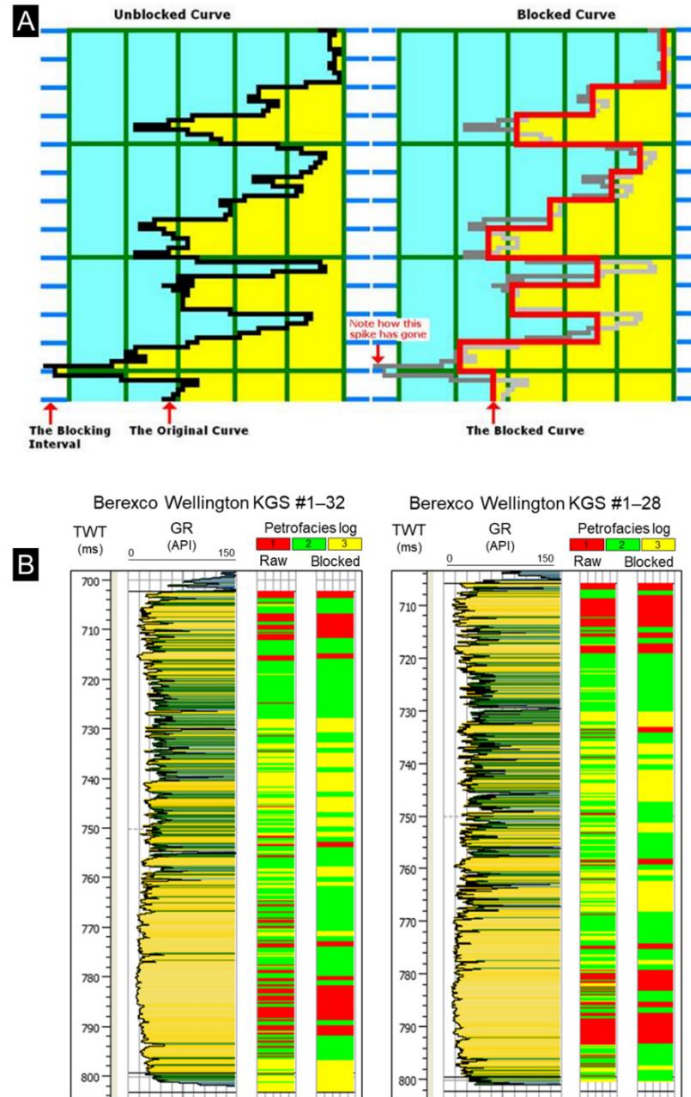 A
Unblocked Curve
Blocked Curve
Note how this
spike has gone
The Blocking
Interval
The Original Curve
The Blocked Curve
B
Berexco Wellington KGS #1–32
TWT
(ms)
GR
(API)
0
150
Petrofacies log
1
2
3
Raw
Blocked
700
710
720
730
740
750
760
770
780
790
800
Berexco Wellington KGS #1–28
TWT
(ms)
GR
(API)
0
150
Petrofacies log
1
2
3
Raw
Blocked
710
720
730
740
750
760
770
780
790
800